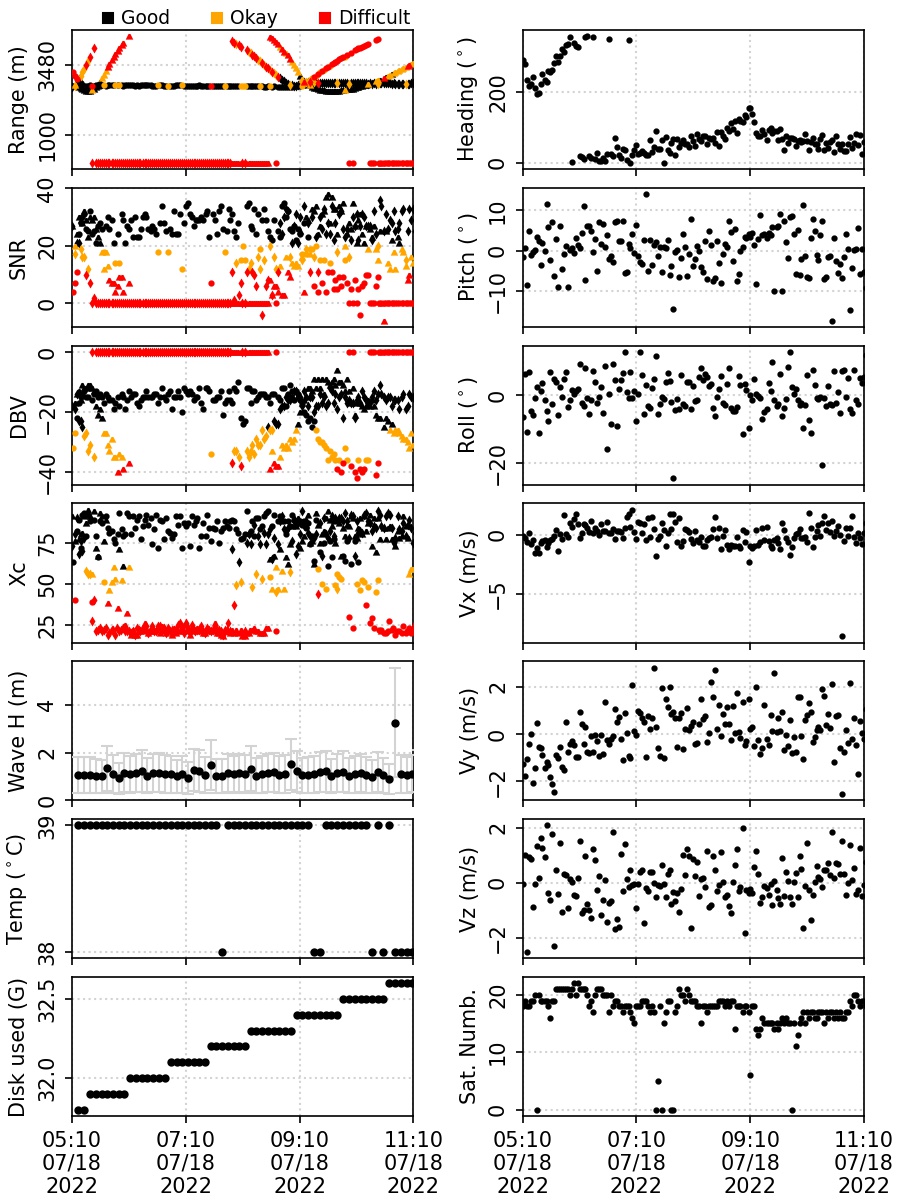 Good Okay Difficult
Range (m)
3480
1000
Heading (°)
200
0
SNR
40
20
0
Pitch (°)
10
0
−10
DBV
0
−20
−40
Roll (°)
0
−20
Xc
75
50
25
Vx (m/s)
0
−5
Wave H (m)
4
2
0
Vy (m/s)
2
0
−2
Temp (°C)
39
38
Vz (m/s)
2
0
−2
Disk used (G)
32.5
32.0
Sat. Numb.
20
10
0
05:10 07:10 09:10 11:10
07/18 07/18 07/18 07/18
2022 2022 2022 2022
05:10 07:10 09:10 11:10
07/18 07/18 07/18 07/18
2022 2022 2022 2022